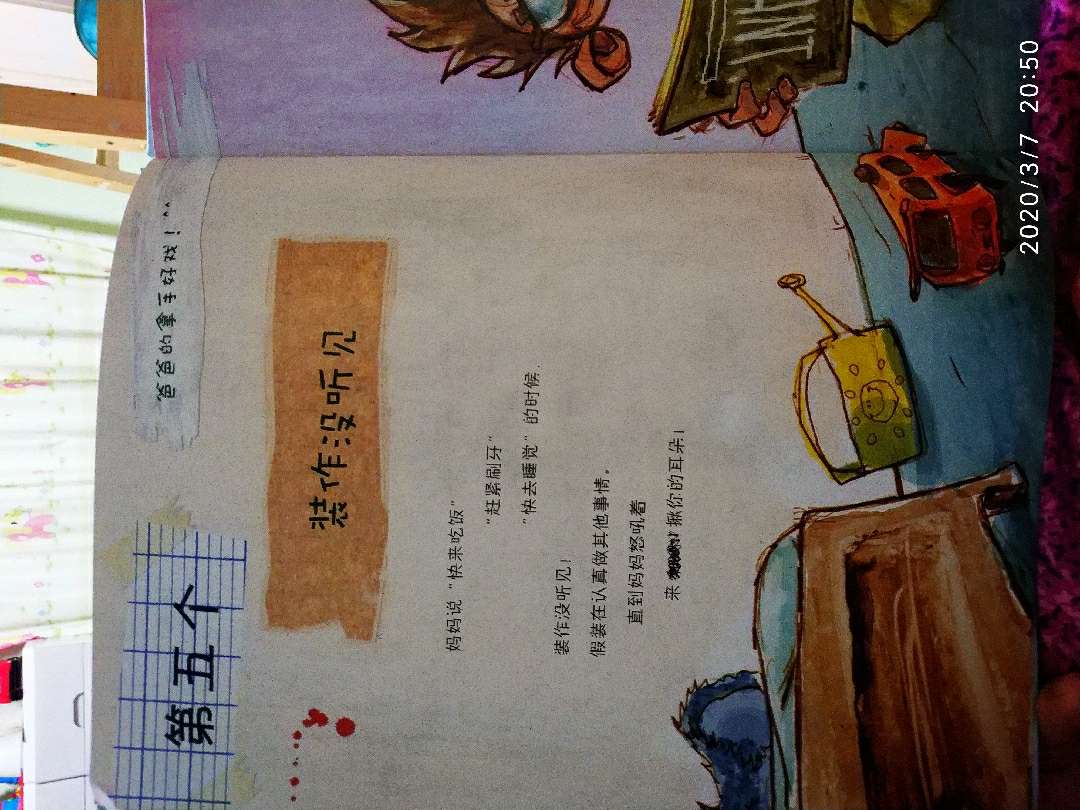 第五个
爸爸的拿手好戏！^^
装作没听见
妈妈说“快来吃饭”
“赶紧刷牙”
“快去睡觉”的时候，
装作没听见！
假装在认真做其他事情。
直到妈妈怒吼着
来揪你的耳朵！
2020/3/7 20:50